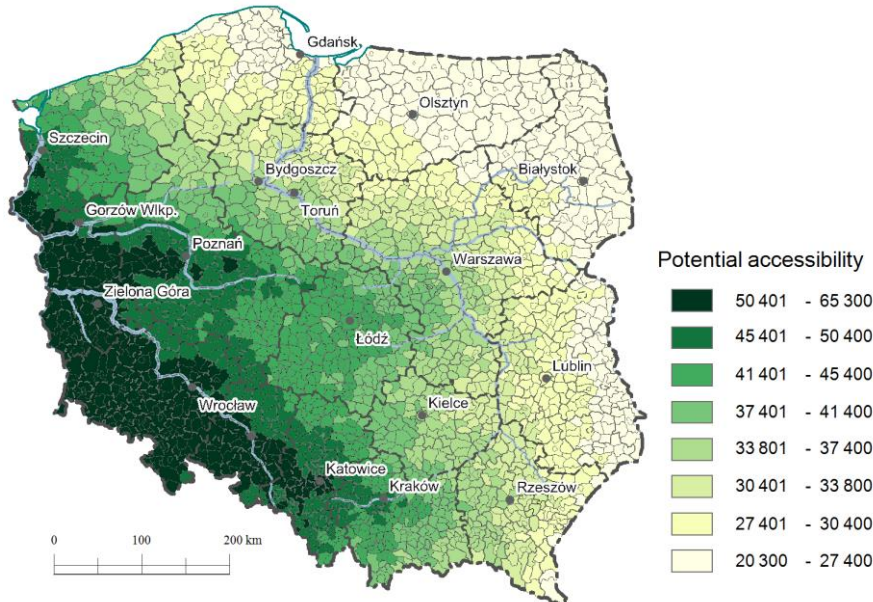 Gdańsk
Olsztyn
Szczecin
Bydgoszcz
Białystok
Toruń
Gorzów Wlkp.
Poznań
Warszawa
Zielona Góra
Łódź
Lublin
Wrocław
Kielce
Katowice
Kraków
Rzeszów
0 100 200 km
Potential accessibility
50 401 - 65 300
45 401 - 50 400
41 401 - 45 400
37 401 - 41 400
33 801 - 37 400
30 401 - 33 800
27 401 - 30 400
20 300 - 27 400